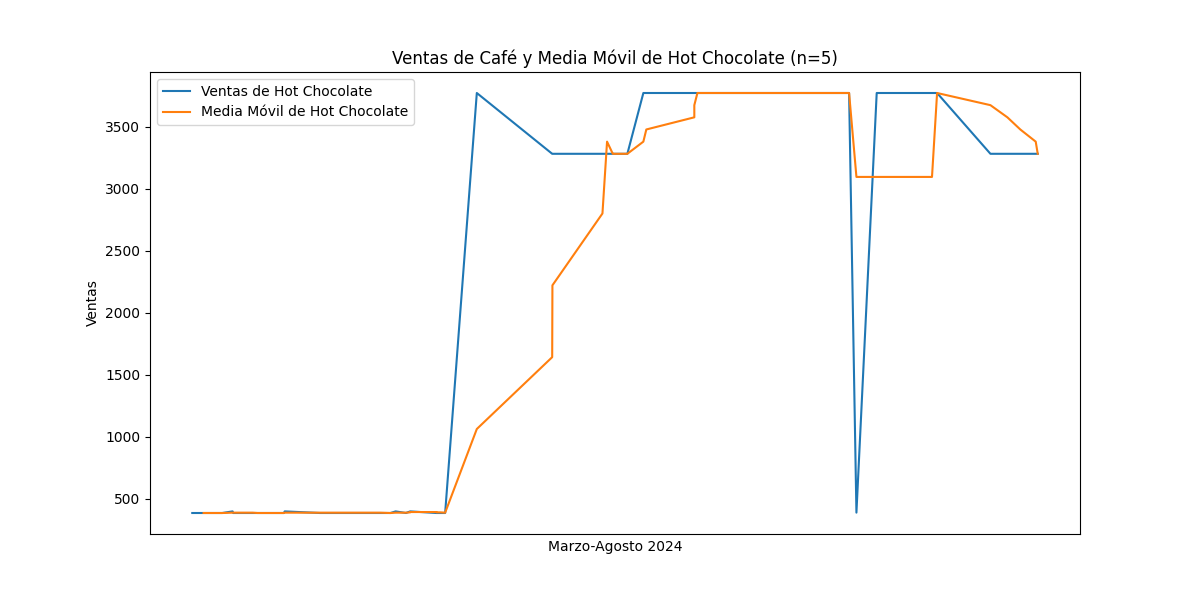 Ventas de Café y Media Móvil de Hot Chocolate (n=5)
Ventas de Hot Chocolate
Media Móvil de Hot Chocolate
3500
3000
2500
2000
1500
1000
500
Ventas
Marzo-Agosto 2024